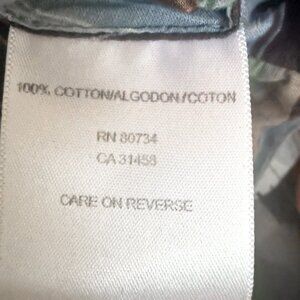 100% COTTON/ALGODON/COTON
RN 80734
CA 31458
CARE ON REVERSE